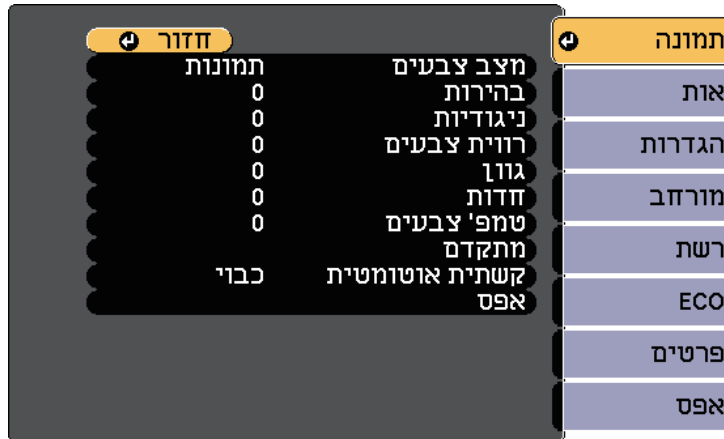 תמונה
אות
הגדרות
מורחב
רשת
ECO
פרטים
אפס
חזור
מצב צבעים תמונות
בהירות 0
ניגודיות 0
רווית צבעים 0
גוון 0
חדות 0
טמפ' צבעים 0
מתקדם
קשתית אוטומטית כבוי
אפס